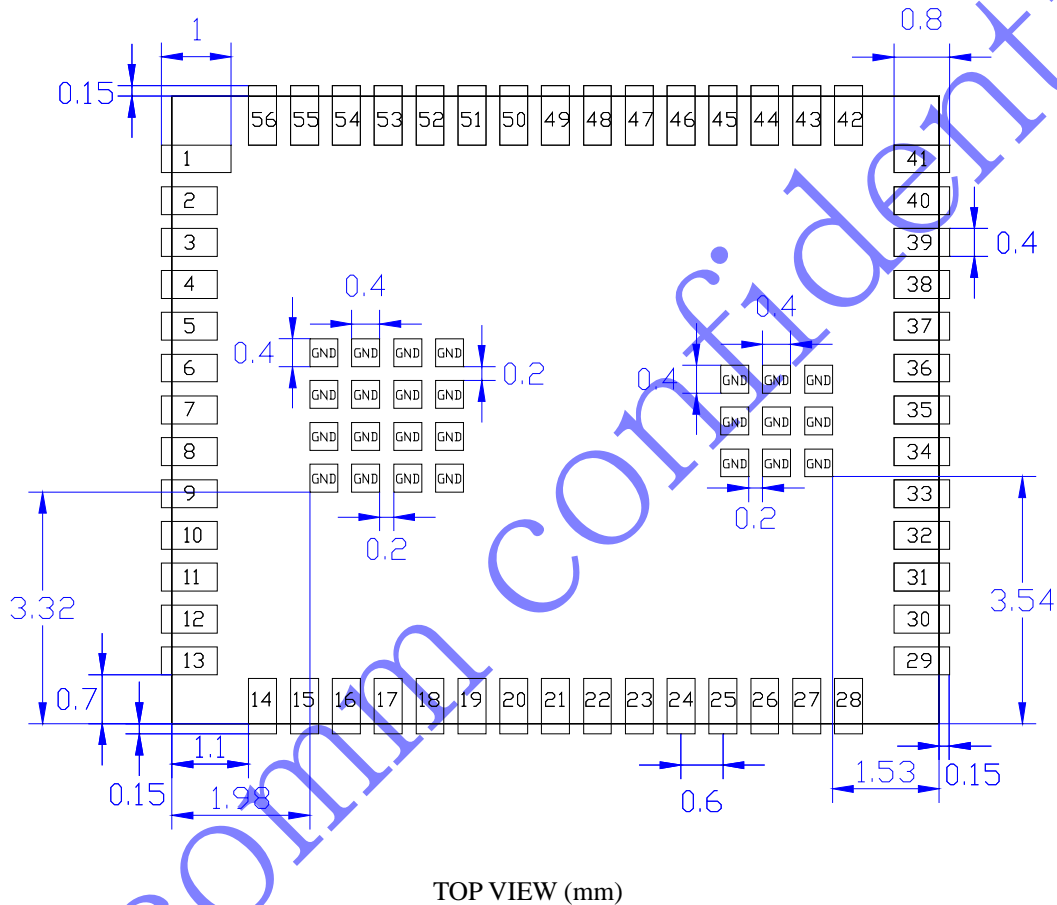 1
0.8
0.15
56 55 54 53 52 51 50 49 48 47 46 45 44 43 42
1 41
2 40
3 39 0.4
4 38
0.4 0.4
5 37
0.4 GND GND GND GND
6 36
0.2 0.4 GND GND GND
GND GND GND GND
7 35
GND GND GND
GND GND GND GND
8 34
GND GND GND
GND GND GND GND
9 33
0.2
10 32
0.2
11 31
3.32 3.54
12 30
13 29
0.7
14 15 16 17 18 19 20 21 22 23 24 25 26 27 28
1.1
0.15 1.98 0.6 1.53 0.15
TOP VIEW (mm)
omm confident